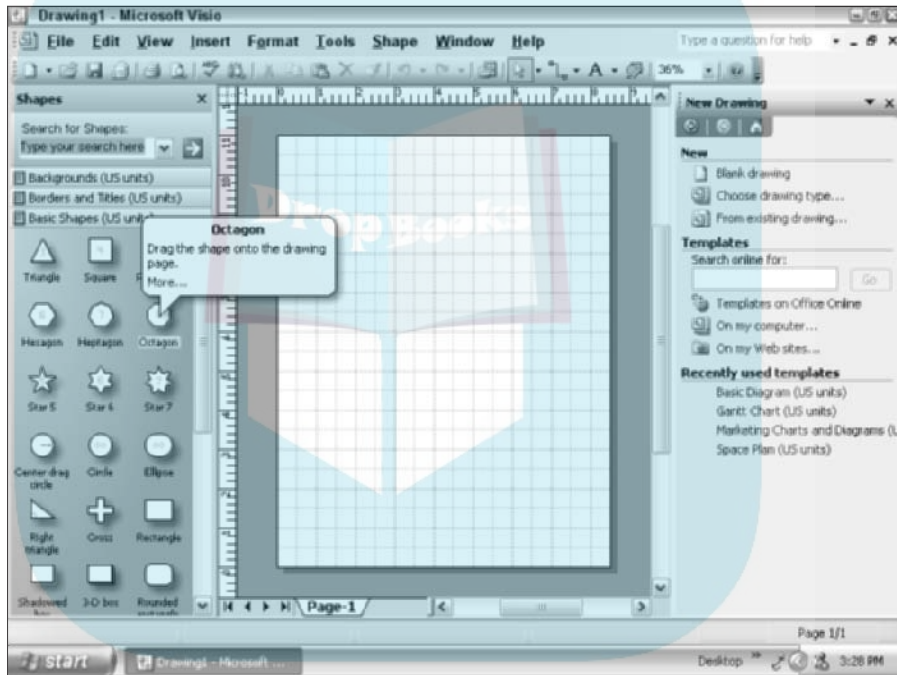 Drawing1 - Microsoft Visio
File Edit View Insert Format Tools Shape Window Help
Type a question for help
36%
Shapes
Search for Shapes:
Type your search here
Backgrounds (US units)
Borders and Titles (US units)
Basic Shapes (US
Octagon
Drag the shape onto the drawing
page.
More...
Triangle Square
Hexagon Heptagon Octagon
Star 5 Star 6 Star 7
Center drag
circle
Circle Ellipse
Right
triangle
Cross Rectangle
Shadowed
3-D box Rounded
DropBooks
Page-1
New Drawing
New
Blank drawing
Choose drawing type...
From existing drawing...
Templates
Search online for:
Go
Templates on Office Online
On my computer...
On my Web sites...
Recently used templates
Basic Diagram (US units)
Gantt Chart (US units)
Marketing Charts and Diagrams (U
Space Plan (US units)
Page 1/1
start
Drawing1 - Microsoft ...
Desktop
3:28 PM